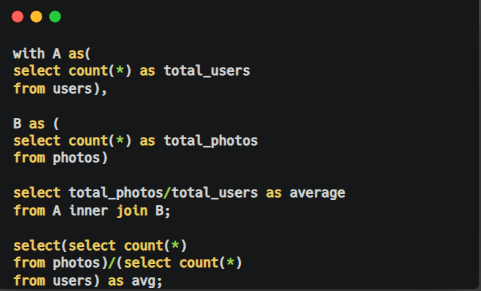 with A as(
select count(*) as total_users
from users),
B as (
select count(*) as total_photos
from photos)
select total_photos/total_users as average
from A inner join B;
select(select count(*)
from photos)/(select count(*)
from users) as avg;